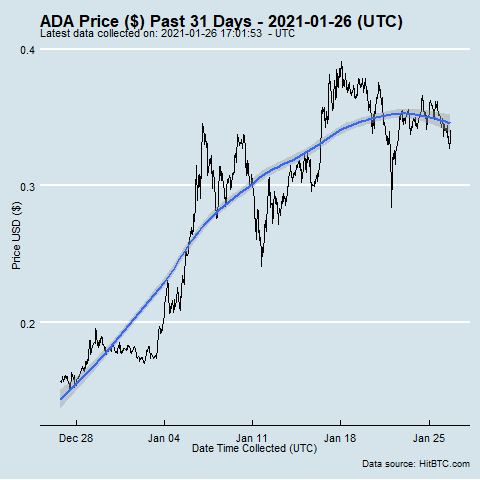 ADA Price ($) Past 31 Days - 2021-01-26 (UTC)
Latest data collected on: 2021-01-26 17:01:53 - UTC
0.4
0.3
0.2
Price USD ($)
Dec 28 Jan 04 Jan 11 Jan 18 Jan 25
Date Time Collected (UTC)
Data source: HitBTC.com